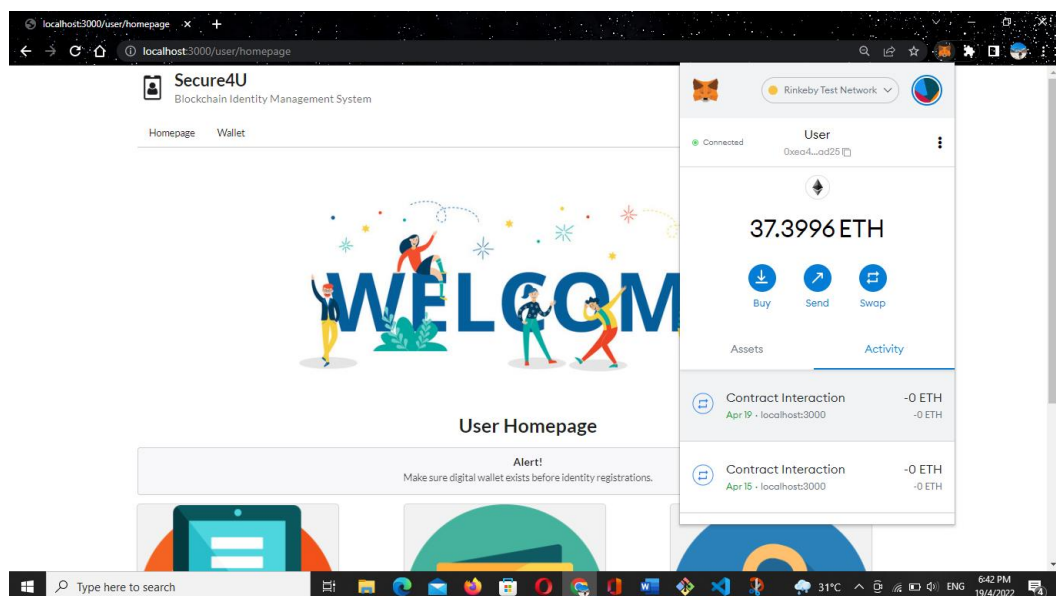 localhost:3000/user/homepage
localhost:3000/user/homepage
Secure4U
Blockchain Identity Management System
Homepage Wallet
WELCOM
User Homepage
Alert!
Make sure digital wallet exists before identity registrations.
Rinkeby Test Network
Connected
User
0xe04...ad25
37.3996 ETH
Buy Send Swap
Assets Activity
Contract Interaction -0 ETH
Apr 19 · localhost:3000 -0 ETH
Contract Interaction -0 ETH
Apr 15 · localhost:3000 -0 ETH
Type here to search
31°C ENG 6:42 PM
19/4/2022
4